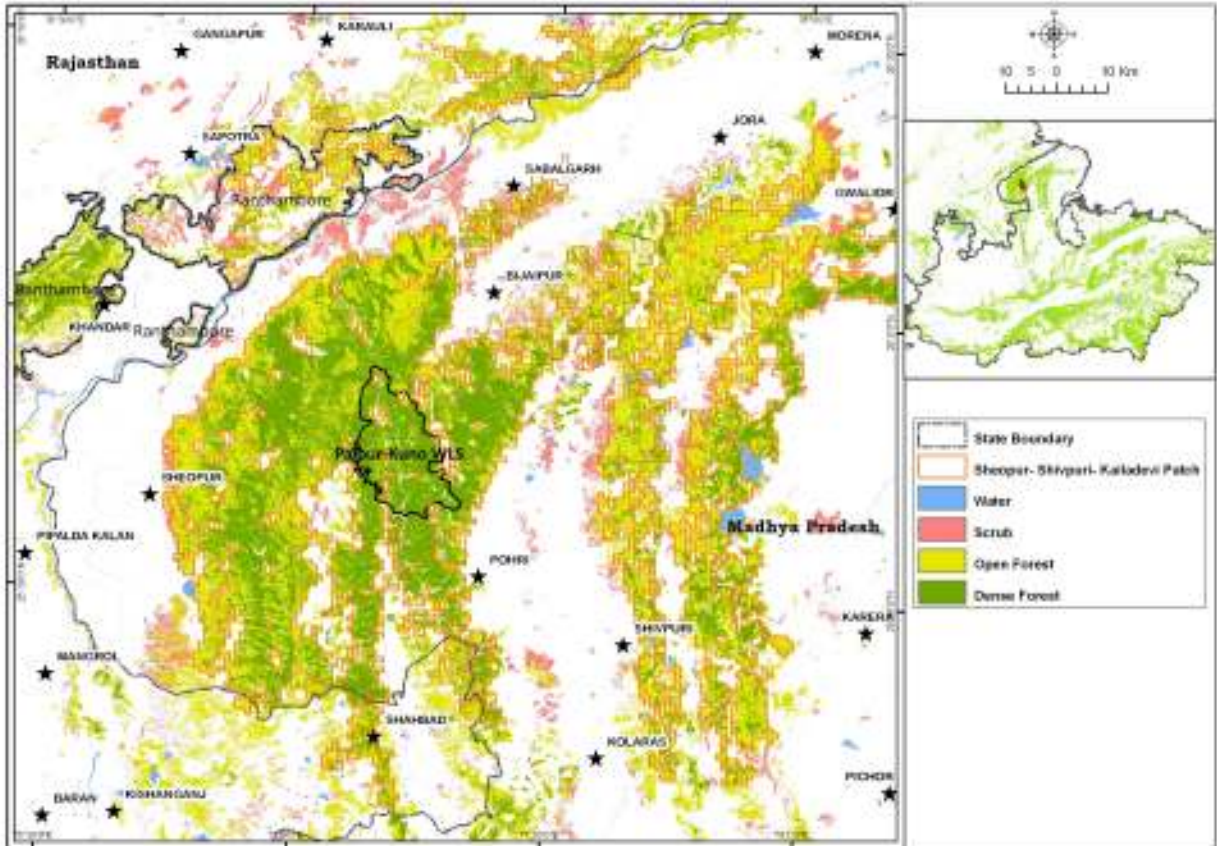 GANGAPUR
KARAULI
MORENA
Rajasthan
SAPOTRA
JORA
SABALGARH
Ranthambore
GWALIOR
BIJAIPUR
Ranthambore
KHANDAR
Ranthambore
Palpur-Kuno WLS
SHEOPUR
Madhya Pradesh
PIPALDA KALAN
POHRI
KARERA
SHIVPURI
MANGROL
SHAHBAD
KOLARAS
PICHOR
BARAN
KISHANGANJ
10 5 0 10 Km
State Boundary
Sheopur- Shivpuri- Kailadevi Patch
Water
Scrub
Open Forest
Dense Forest